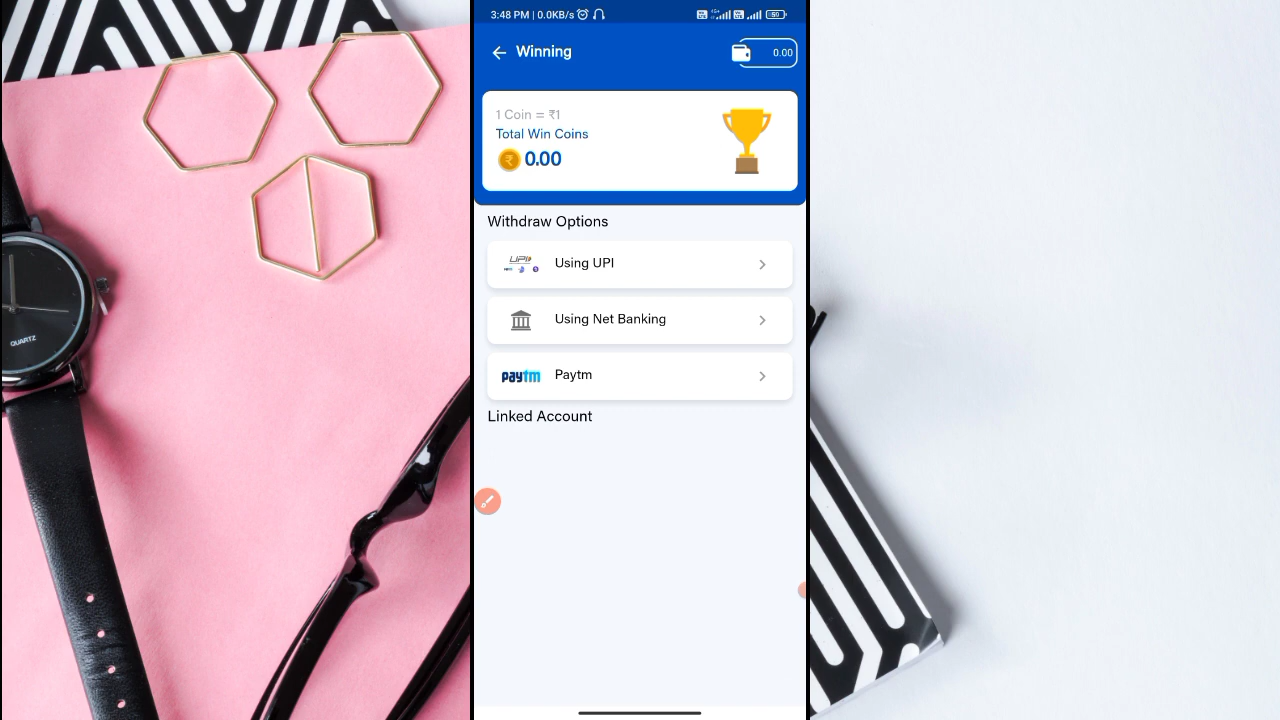 3:48 PM | 0.0KB/s
Winning
0.00
1 Coin = ₹1
Total Win Coins
0.00
Withdraw Options
UPI
Using UPI
Using Net Banking
paytm
Paytm
Linked Account
QUARTZ